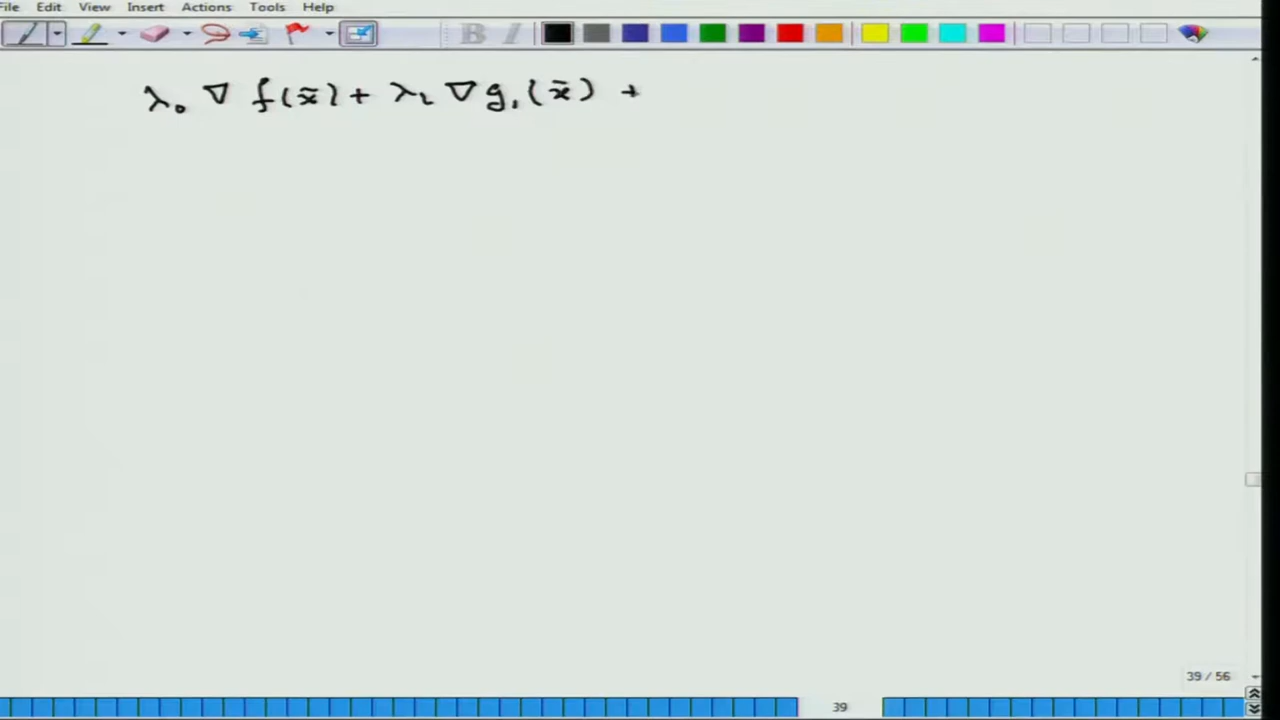 File Edit View Insert Actions Tools Help
B I
λ₀ ∇ f(x̄) + λ₁ ∇ g₁(x̄) +
39 / 56
39